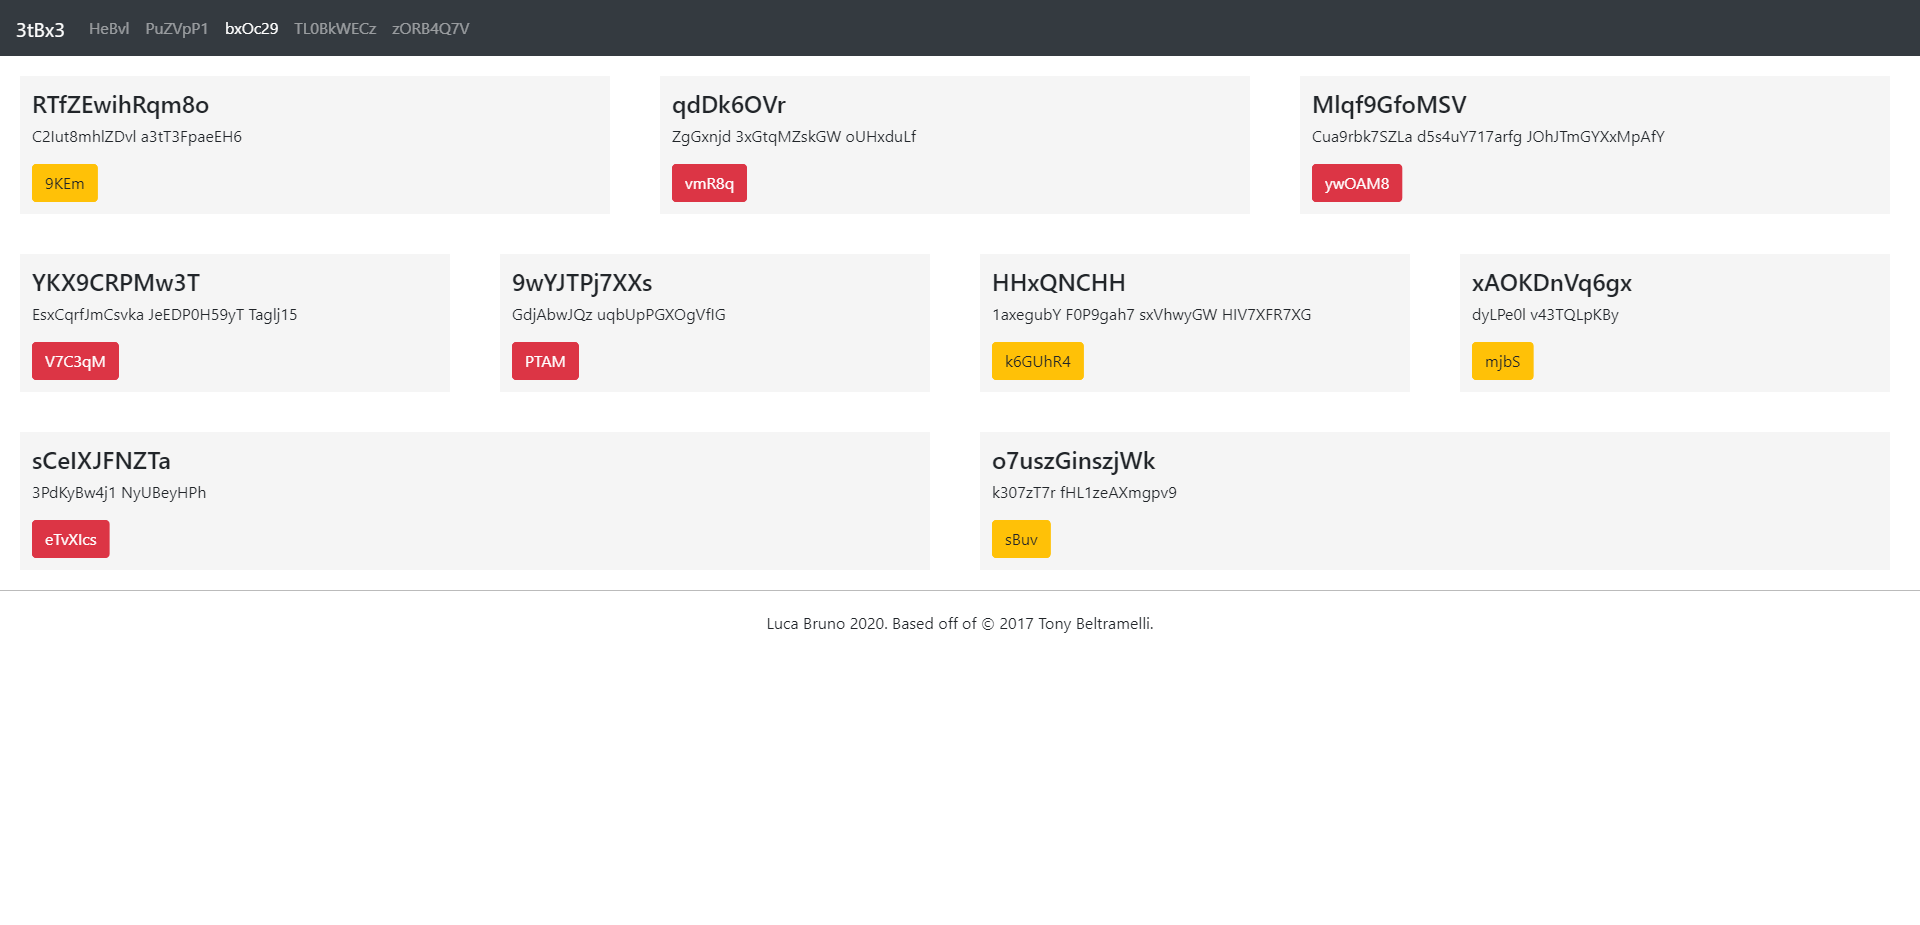 3tBx3 HeBvl PuZVpP1 bxOc29 TL0BkWECz zORB4Q7V
RTfZEwihRqm8o
C2Iut8mhlZDvl a3tT3FpaeEH6
9KEm
qdDk6OVr
ZgGxnjd 3xGtqMZskGW oUHxduLf
vmR8q
Mlqf9GfoMSV
Cua9rbk7SZLa d5s4uY717arfg JOhJTmGYXxMpAfY
ywOAM8
YKX9CRPMw3T
EsxCqrfJmCsvka JeEDP0H59yT Taglj15
V7C3qM
9wYJTPj7XXs
GdjAbwJQz uqbUpPGXOgVfIG
PTAM
HHxQNCHH
1axegubY F0P9gah7 sxVhwyGW HIV7XFR7XG
k6GUhR4
xAOKDnVq6gx
dyLPe0l v43TQLpKBy
mjbS
sCeIXJFNZTa
3PdKyBw4j1 NyUBeyHPh
eTvXIcs
o7uszGinszjWk
k307zT7r fHL1zeAXmgpv9
sBuv
Luca Bruno 2020. Based off of © 2017 Tony Beltramelli.